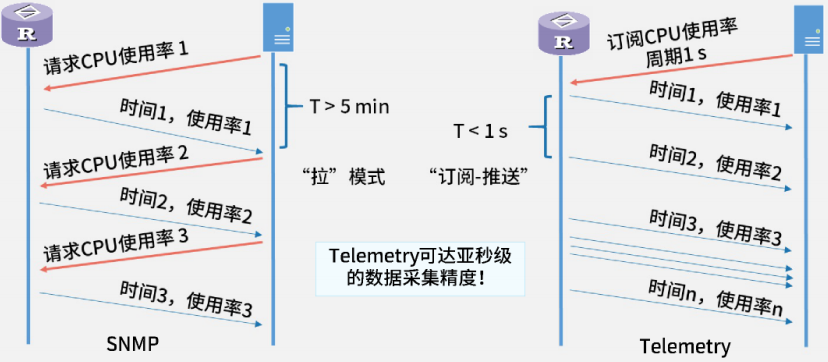 R
请求CPU使用率 1
时间1，使用率1
请求CPU使用率 2
时间2，使用率2
请求CPU使用率 3
时间3，使用率3
SNMP
T > 5 min
“拉”模式
“订阅-推送”
T < 1 s
Telemetry可达亚秒级
的数据采集精度！
R
订阅CPU使用率
周期1 s
时间1，使用率1
时间2，使用率2
时间3，使用率3
时间n，使用率n
Telemetry